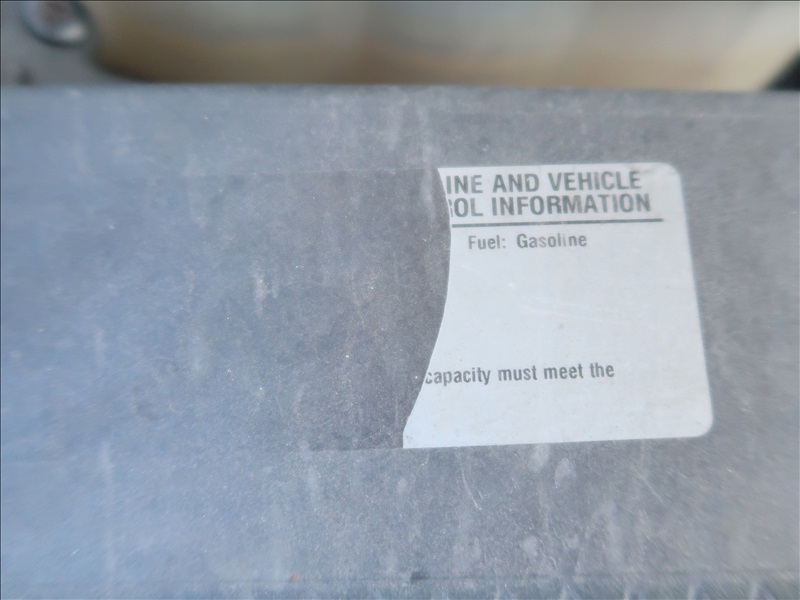 INE AND VEHICLE
OL INFORMATION
Fuel: Gasoline
capacity must meet the